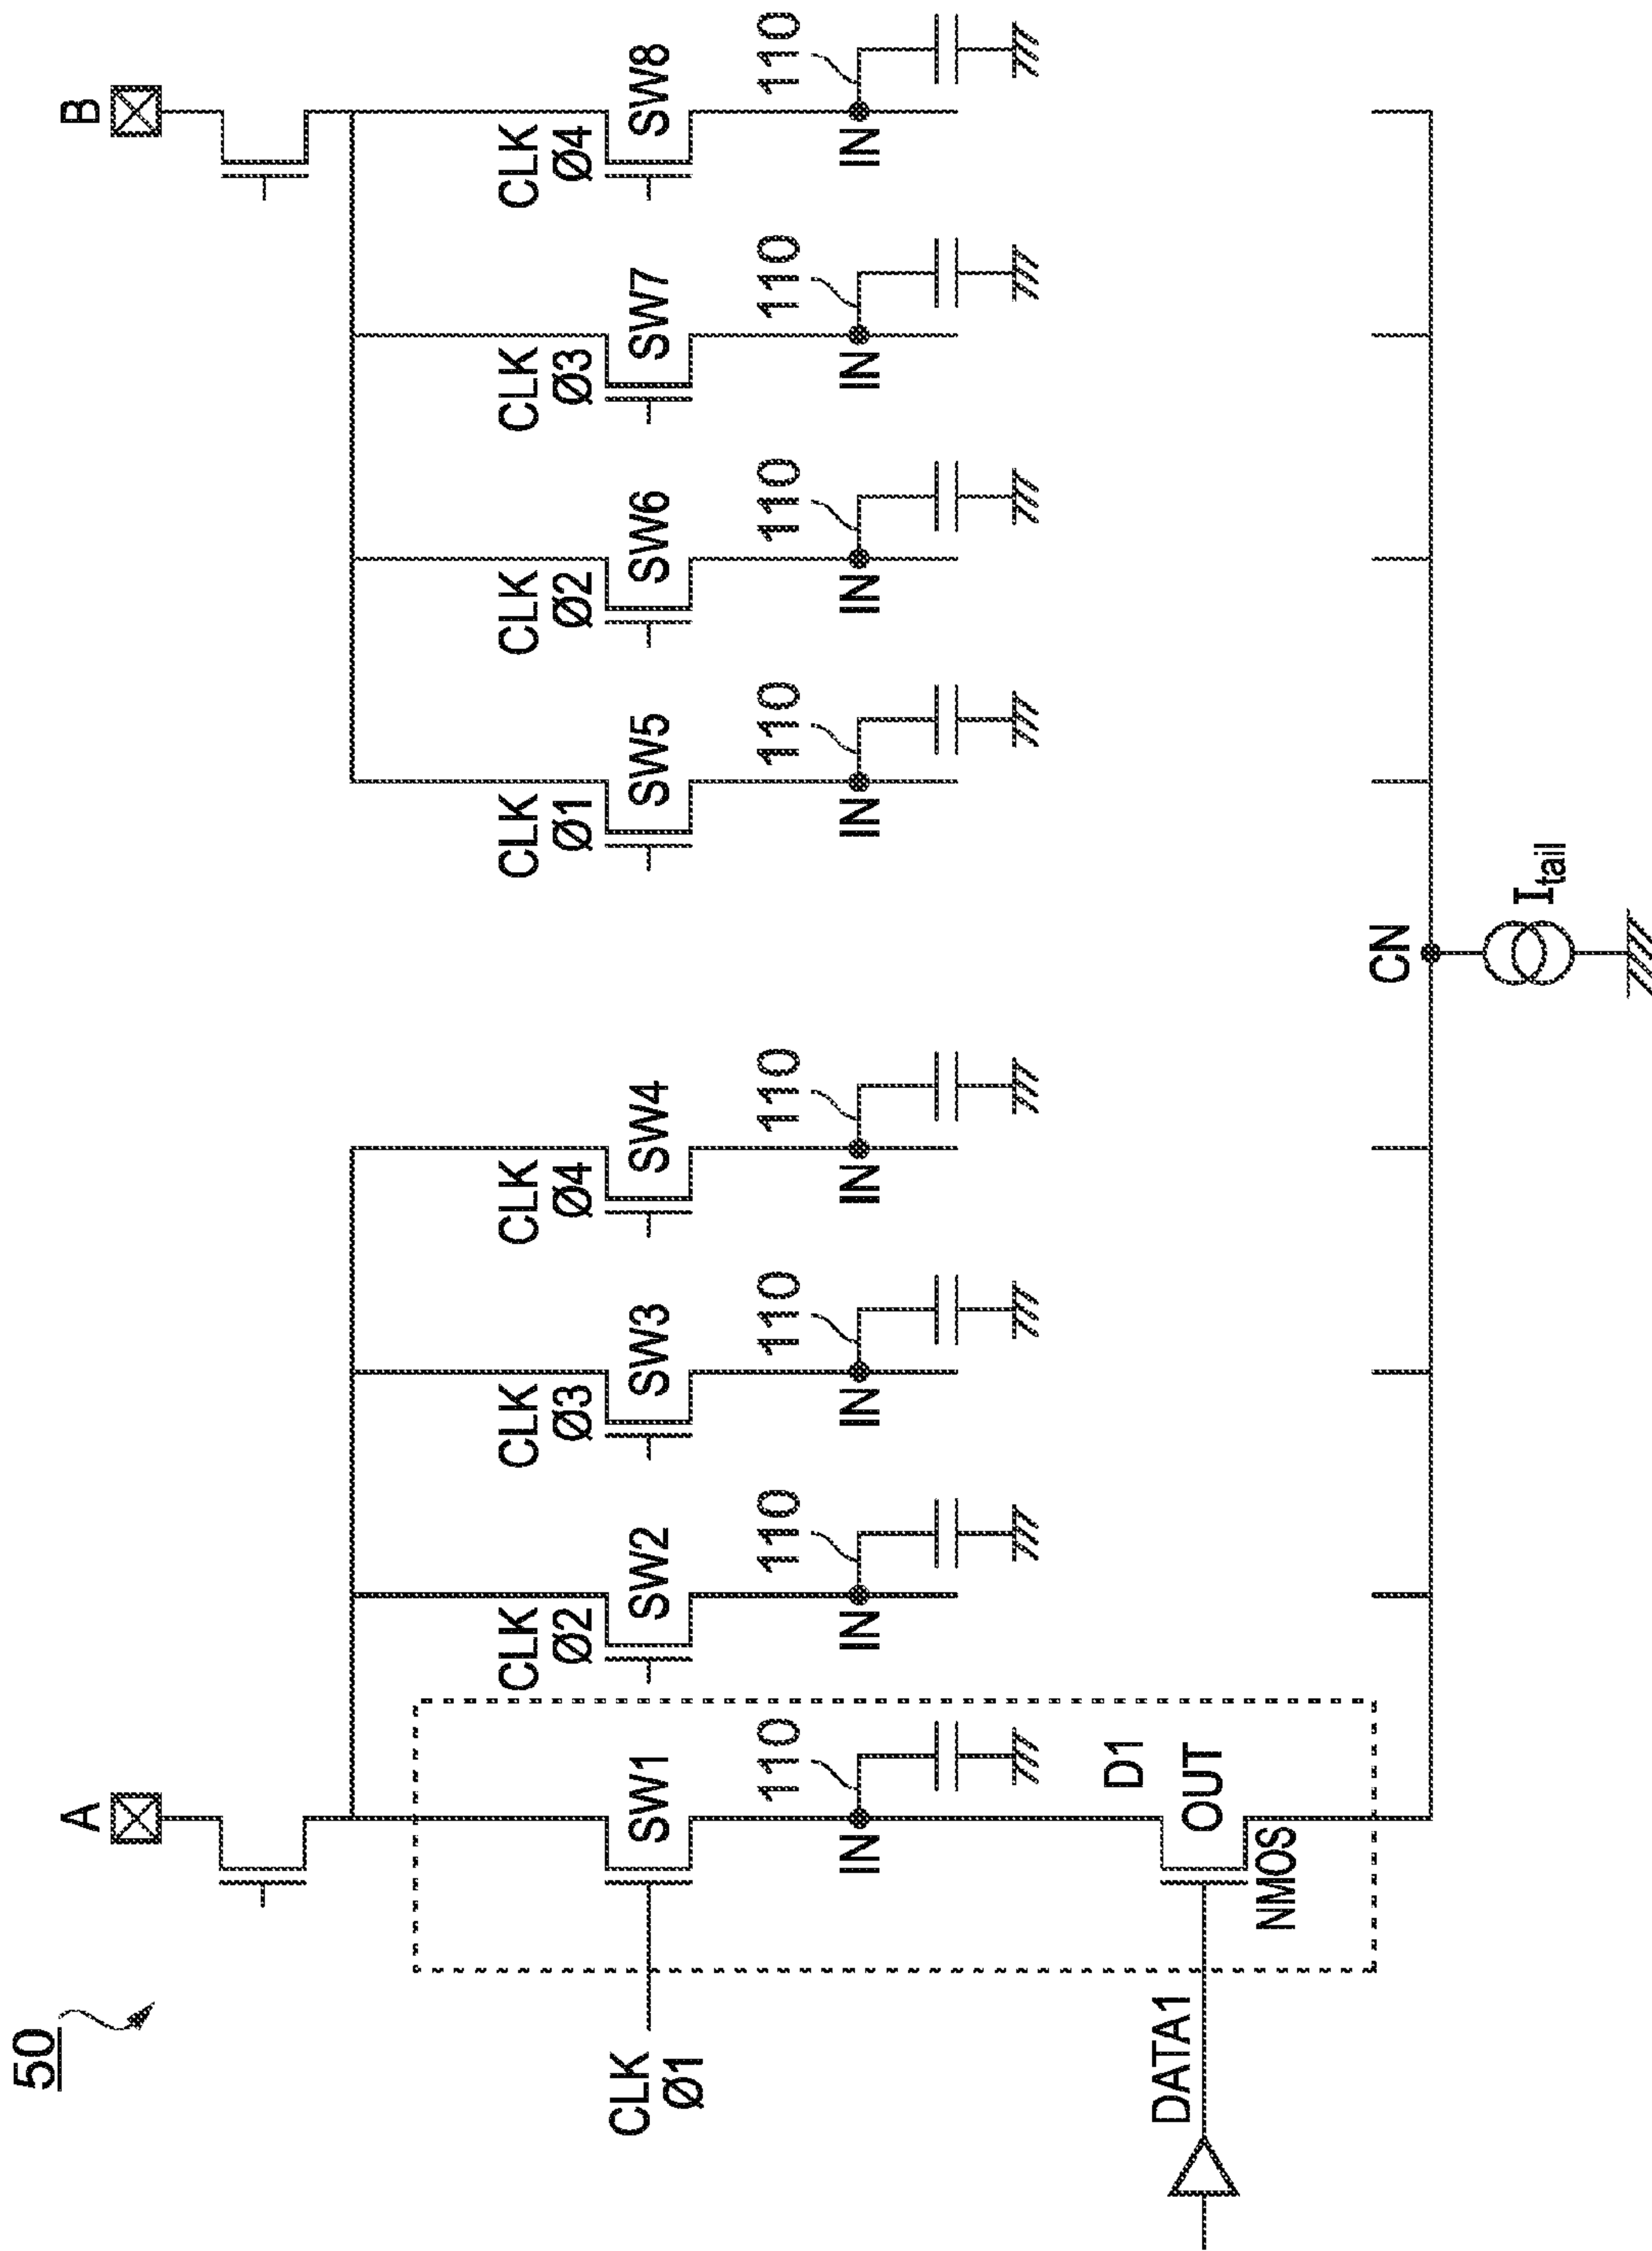 50
A
B
CLK
Ø1
SW1
CLK
Ø2
SW2
CLK
Ø3
SW3
CLK
Ø4
SW4
CLK
Ø1
SW5
CLK
Ø2
SW6
CLK
Ø3
SW7
CLK
Ø4
SW8
110
110
110
110
110
110
110
110
IN
IN
IN
IN
IN
IN
IN
IN
DATA1
D1
OUT
NMOS
CN
Itail